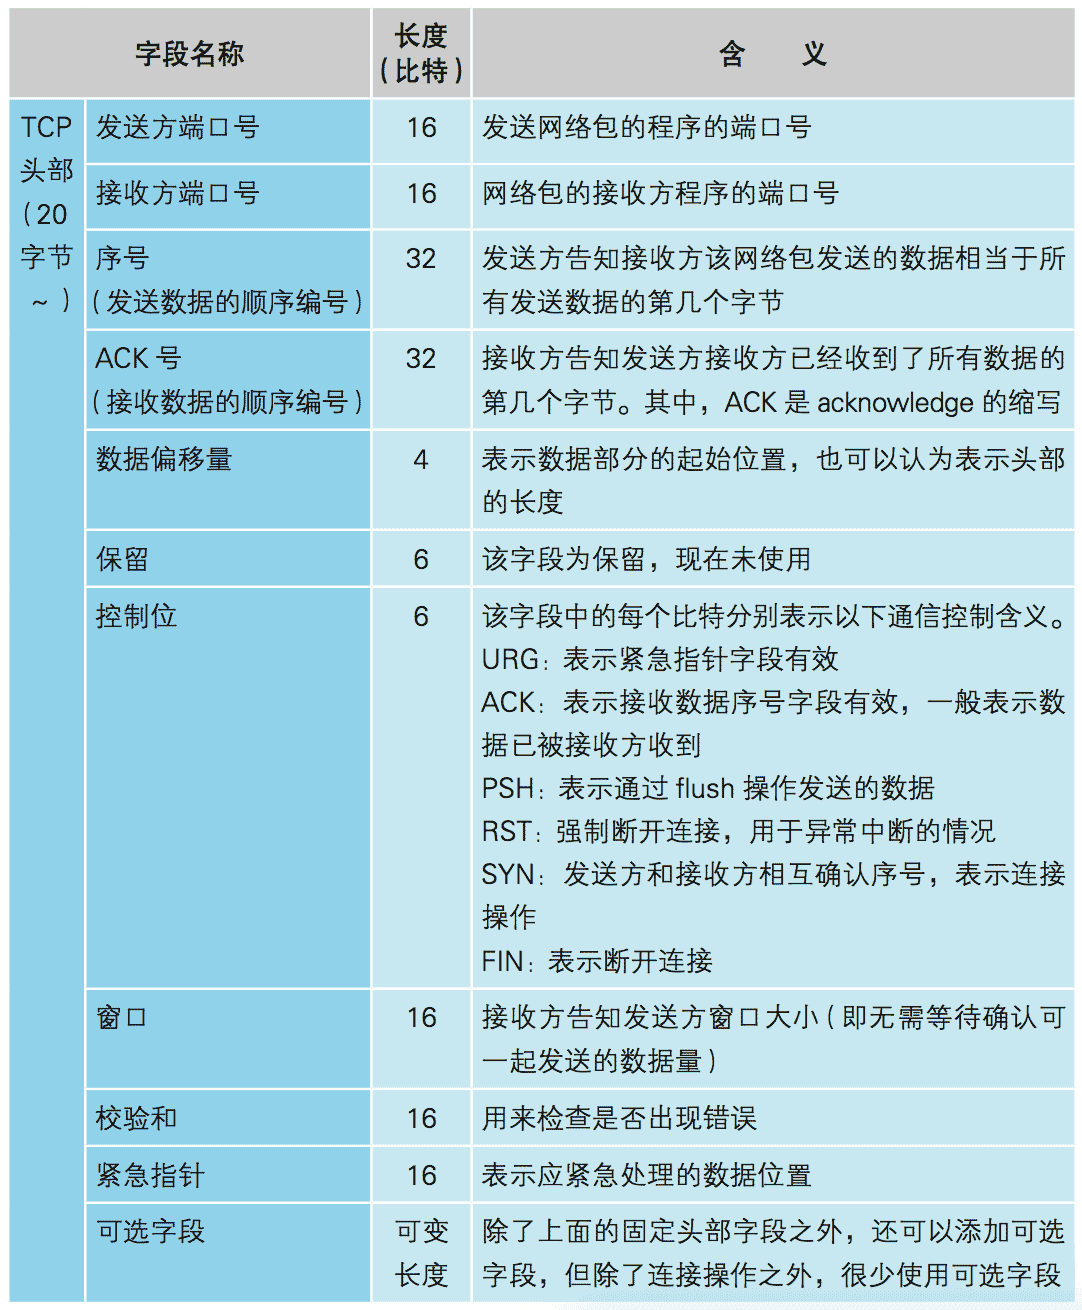 字段名称
长度
（比特）
含 义
TCP
头部
（20
字节
~）
发送方端口号
16
发送网络包的程序的端口号
接收方端口号
16
网络包的接收方程序的端口号
序号
（发送数据的顺序编号）
32
发送方告知接收方该网络包发送的数据相当于所
有发送数据的第几个字节
ACK 号
（接收数据的顺序编号）
32
接收方告知发送方接收方已经收到了所有数据的
第几个字节。其中，ACK 是 acknowledge 的缩写
数据偏移量
4
表示数据部分的起始位置，也可以认为表示头部
的长度
保留
6
该字段为保留，现在未使用
控制位
6
该字段中的每个比特分别表示以下通信控制含义。
URG：表示紧急指针字段有效
ACK：表示接收数据序号字段有效，一般表示数
据已被接收方收到
PSH：表示通过 flush 操作发送的数据
RST：强制断开连接，用于异常中断的情况
SYN：发送方和接收方相互确认序号，表示连接
操作
FIN：表示断开连接
窗口
16
接收方告知发送方窗口大小（即无需等待确认可
一起发送的数据量）
校验和
16
用来检查是否出现错误
紧急指针
16
表示应紧急处理的数据位置
可选字段
可变
长度
除了上面的固定头部字段之外，还可以添加可选
字段，但除了连接操作之外，很少使用可选字段